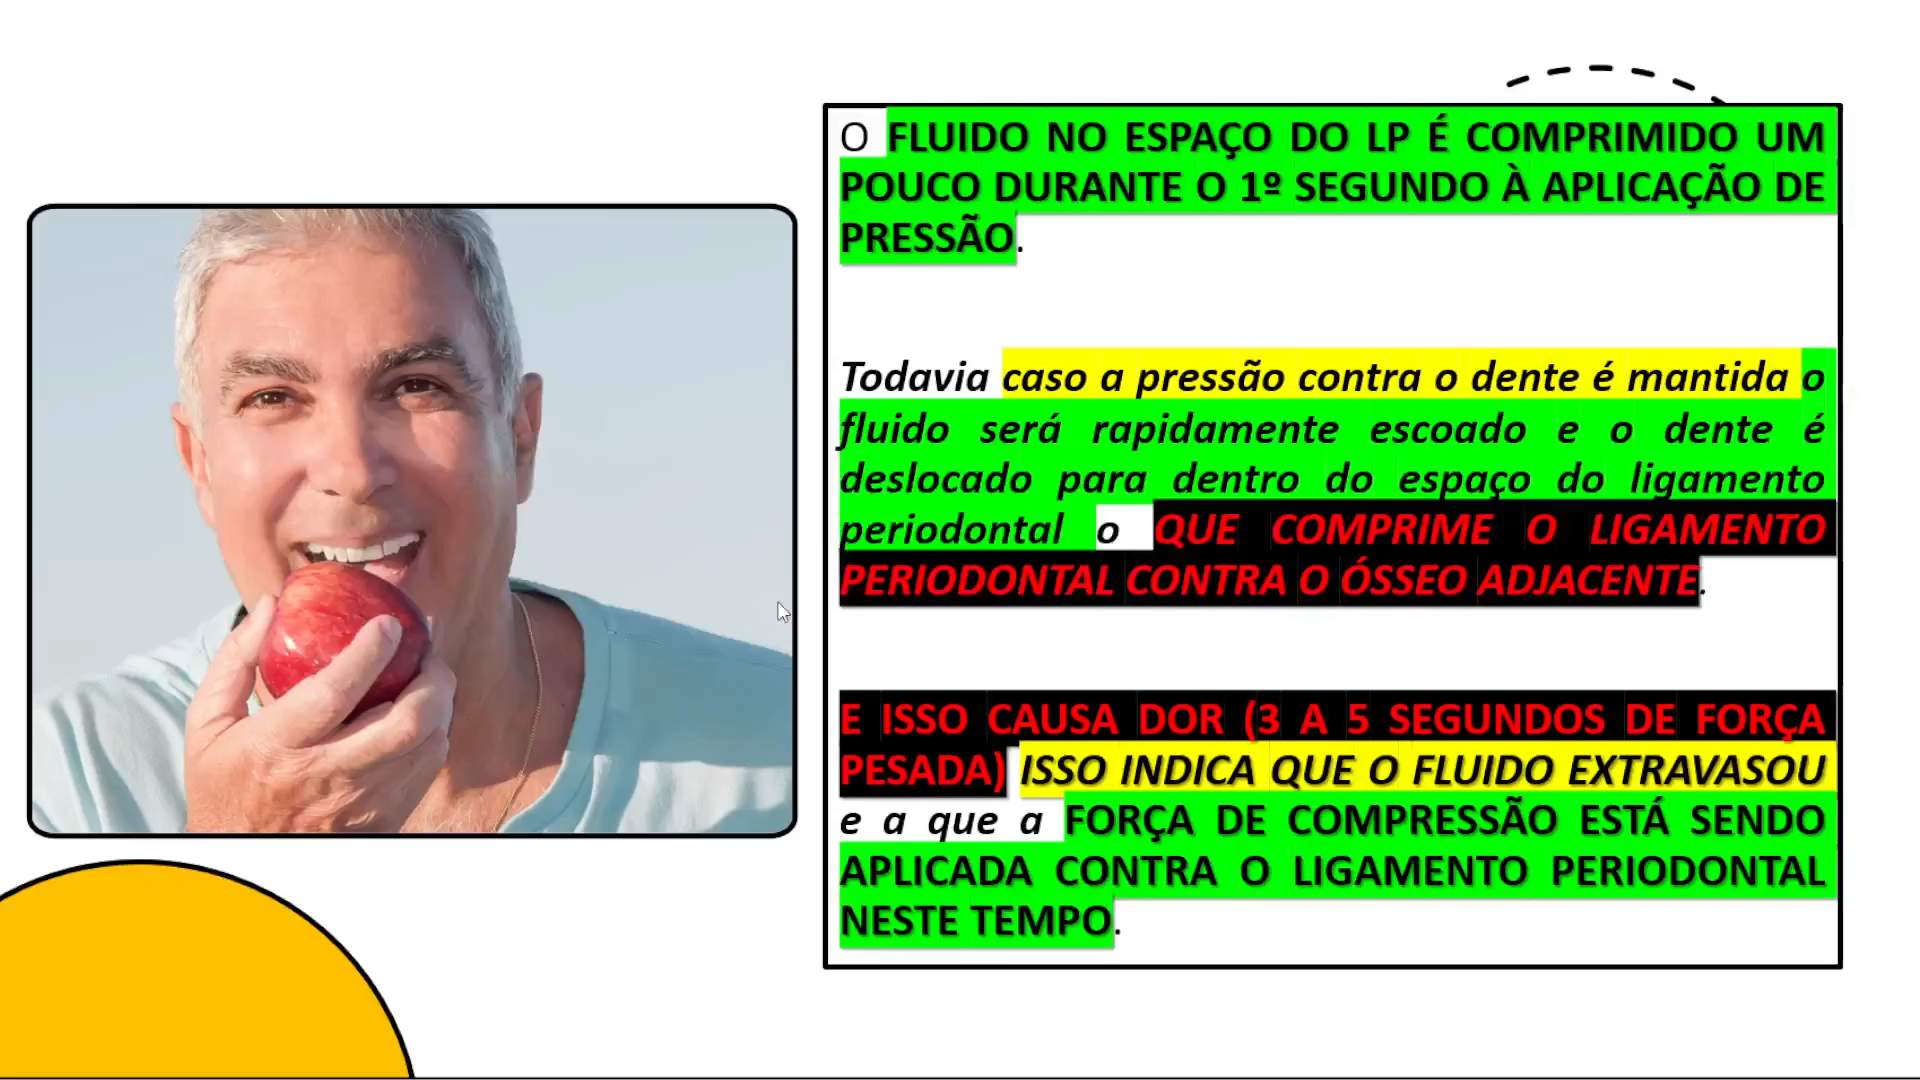 O FLUIDO NO ESPAÇO DO LP É COMPRIMIDO UM
POUCO DURANTE O 1º SEGUNDO À APLICAÇÃO DE
PRESSÃO.
Todavia caso a pressão contra o dente é mantida o
fluido será rapidamente escoado e o dente é
deslocado para dentro do espaço do ligamento
periodontal o QUE COMPRIME O LIGAMENTO
PERIODONTAL CONTRA O ÓSSEO ADJACENTE.
E ISSO CAUSA DOR (3 A 5 SEGUNDOS DE FORÇA
PESADA) ISSO INDICA QUE O FLUIDO EXTRAVASOU
e a que a FORÇA DE COMPRESSÃO ESTÁ SENDO
APLICADA CONTRA O LIGAMENTO PERIODONTAL
NESTE TEMPO.